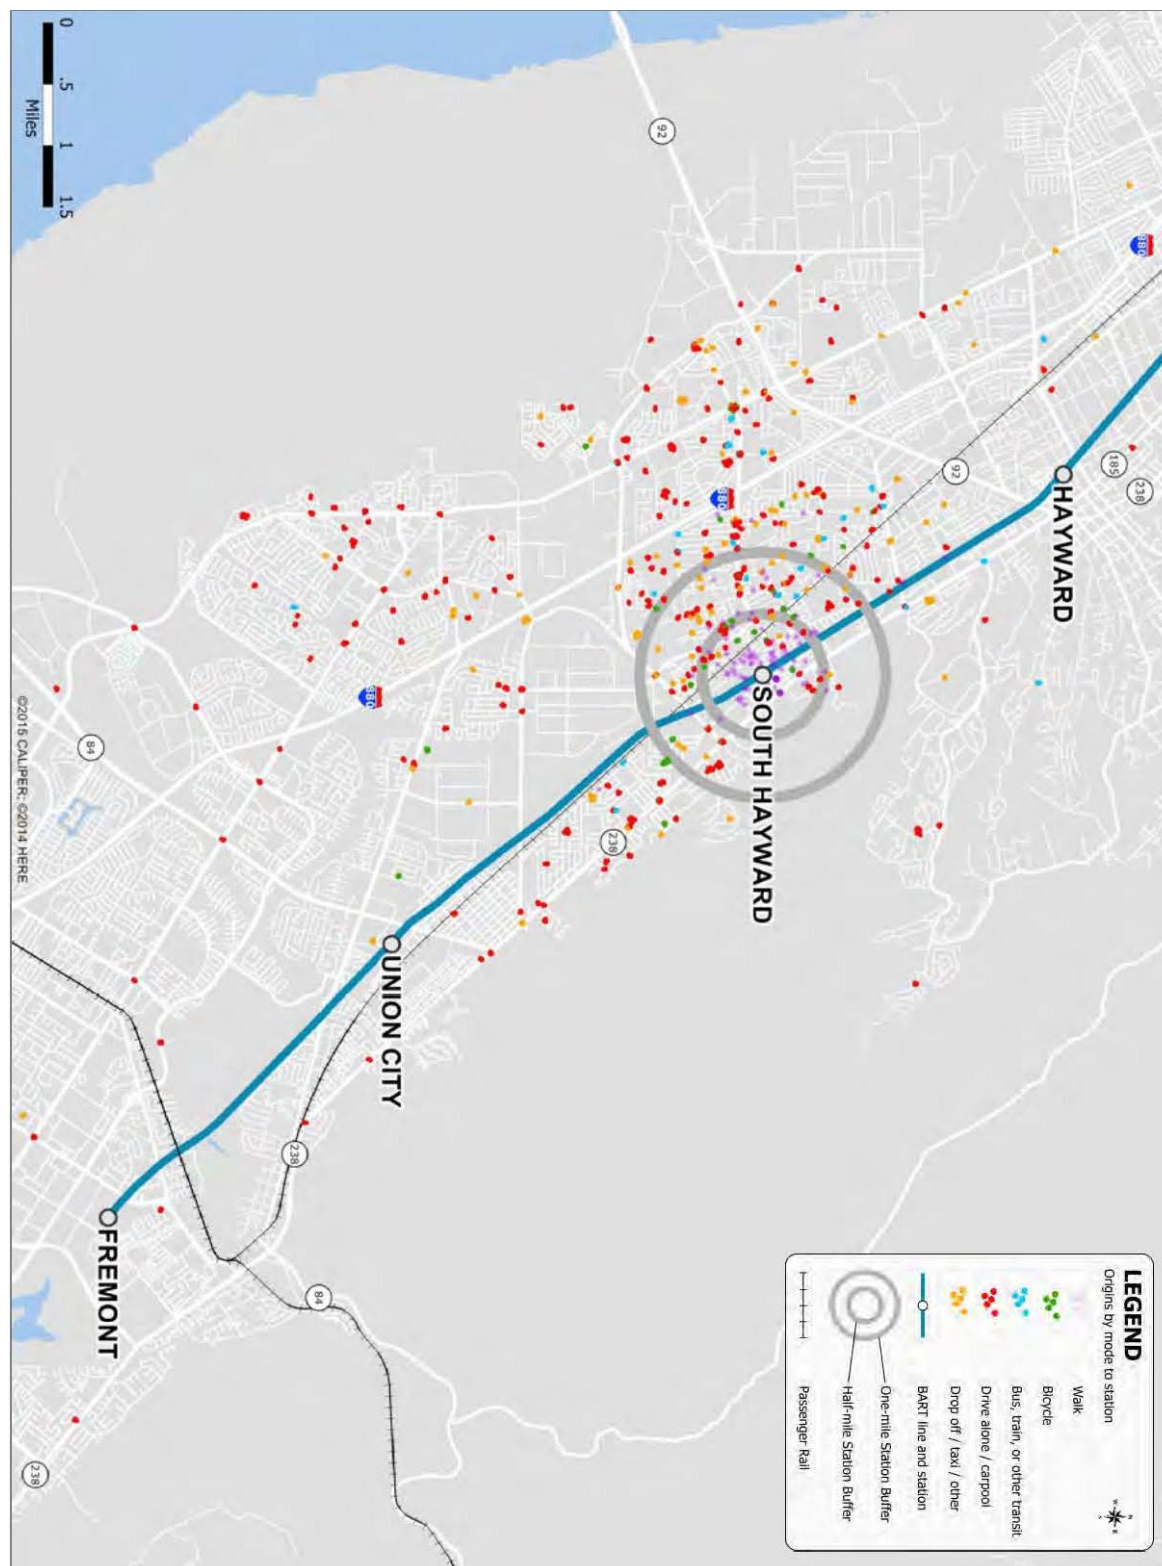 LEGEND
Origins by mode to station
Walk
Bicycle
Bus, train, or other transit
Drive alone / carpool
Drop off / taxi / other
BART line and station
One-mile Station Buffer
Half-mile Station Buffer
Passenger Rail
N
W
E
S
880
185
238
HAYWARD
92
92
880
SOUTH HAYWARD
238
880
UNION CITY
84
238
84
FREMONT
238
0
.5
1
1.5
Miles
©2015 CALIPER; ©2014 HERE